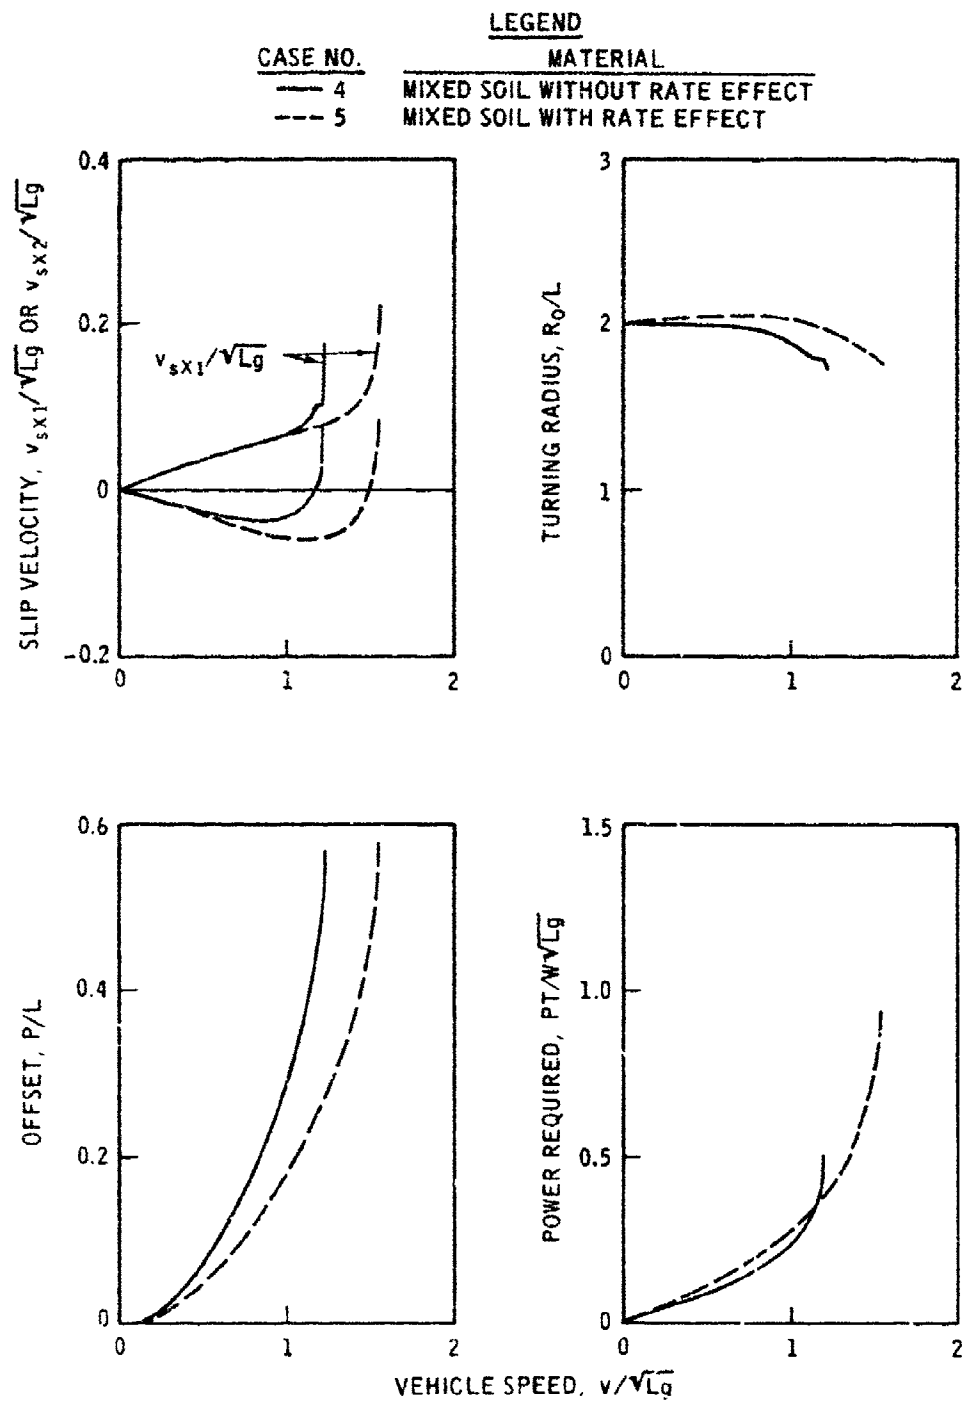 LEGEND
CASE NO. MATERIAL
4 MIXED SOIL WITHOUT RATE EFFECT
5 MIXED SOIL WITH RATE EFFECT
SLIP VELOCITY, v_sX1/√Lg OR v_sX2/√Lg
0.4
0.2
0
-0.2
v_sX1/√Lg
0 1 2
TURNING RADIUS, R_0/L
3
2
1
0
0 1 2
OFFSET, P/L
0.6
0.4
0.2
0
0 1 2
POWER REQUIRED, PT/W√Lg
1.5
1.0
0.5
0
0 1 2
VEHICLE SPEED, v/√Lg